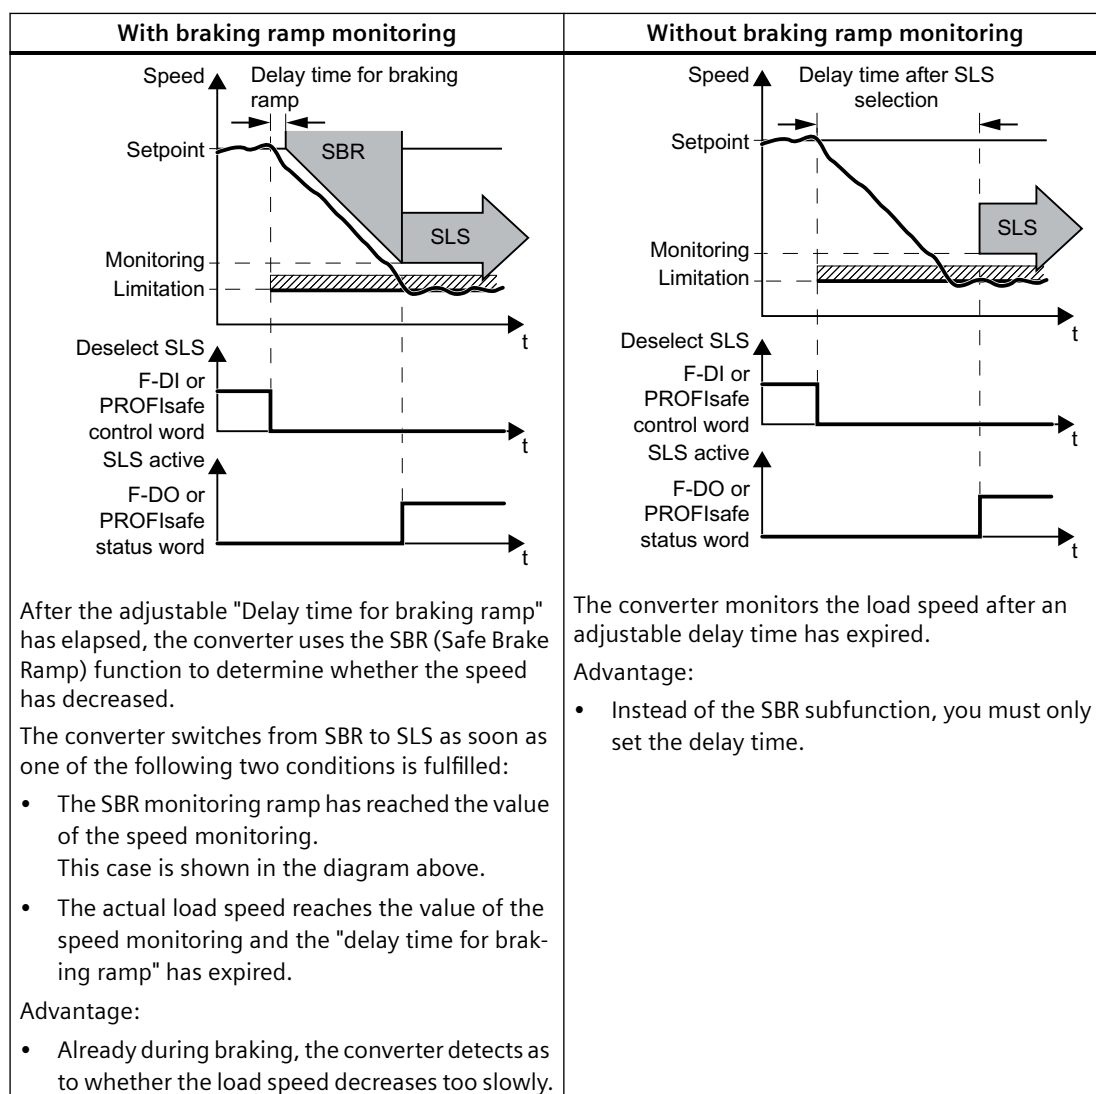 With braking ramp monitoring
Speed
Delay time for braking
ramp
Setpoint
SBR
SLS
Monitoring
Limitation
t
Deselect SLS
F-DI or
PROFIsafe
control word
t
SLS active
F-DO or
PROFIsafe
status word
t
After the adjustable "Delay time for braking ramp"
has elapsed, the converter uses the SBR (Safe Brake
Ramp) function to determine whether the speed
has decreased.
The converter switches from SBR to SLS as soon as
one of the following two conditions is fulfilled:
• The SBR monitoring ramp has reached the value
of the speed monitoring.
This case is shown in the diagram above.
• The actual load speed reaches the value of the
speed monitoring and the "delay time for brak-
ing ramp" has expired.
Advantage:
• Already during braking, the converter detects as
to whether the load speed decreases too slowly.
Without braking ramp monitoring
Speed
Delay time after SLS
selection
Setpoint
SLS
Monitoring
Limitation
t
Deselect SLS
F-DI or
PROFIsafe
control word
t
SLS active
F-DO or
PROFIsafe
status word
t
The converter monitors the load speed after an
adjustable delay time has expired.
Advantage:
• Instead of the SBR subfunction, you must only
set the delay time.